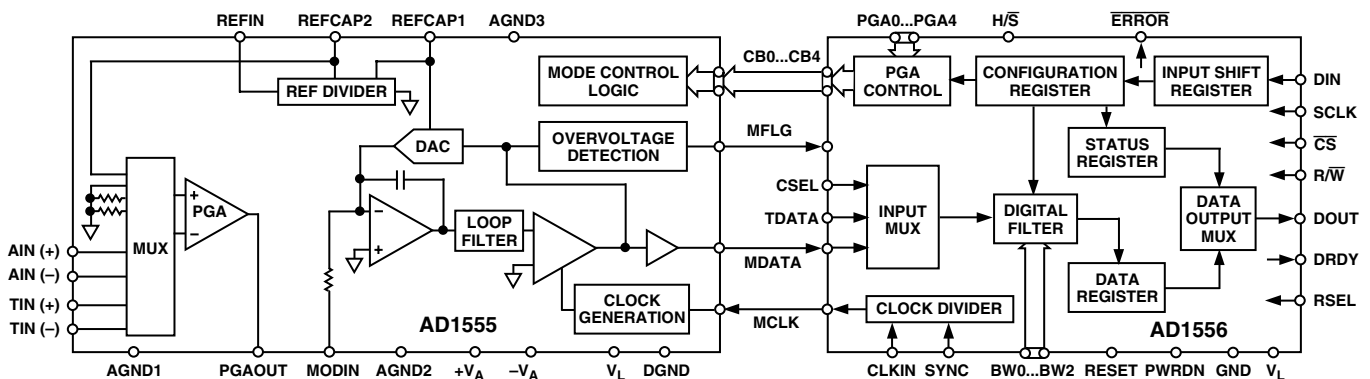 REFIN REFCAP2 REFCAP1 AGND3
REF DIVIDER
MODE CONTROL
LOGIC
DAC
OVERVOLTAGE
DETECTION
MUX
+
–
PGA
–
+
LOOP
FILTER
CLOCK
GENERATION
AIN (+)
AIN (–)
TIN (+)
TIN (–)
AD1555
AGND1 PGAOUT MODIN AGND2 +VA –VA VL DGND
CB0...CB4
MFLG
CSEL
TDATA
MDATA
MCLK
PGA0...PGA4 H/S̅ E̅R̅R̅O̅R̅
PGA
CONTROL
CONFIGURATION
REGISTER
INPUT SHIFT
REGISTER
STATUS
REGISTER
INPUT
MUX
DIGITAL
FILTER
DATA
OUTPUT
MUX
DATA
REGISTER
CLOCK DIVIDER
AD1556
DIN
SCLK
C̅S̅
R/W̅
DOUT
DRDY
RSEL
CLKIN SYNC BW0...BW2 RESET PWRDN GND VL